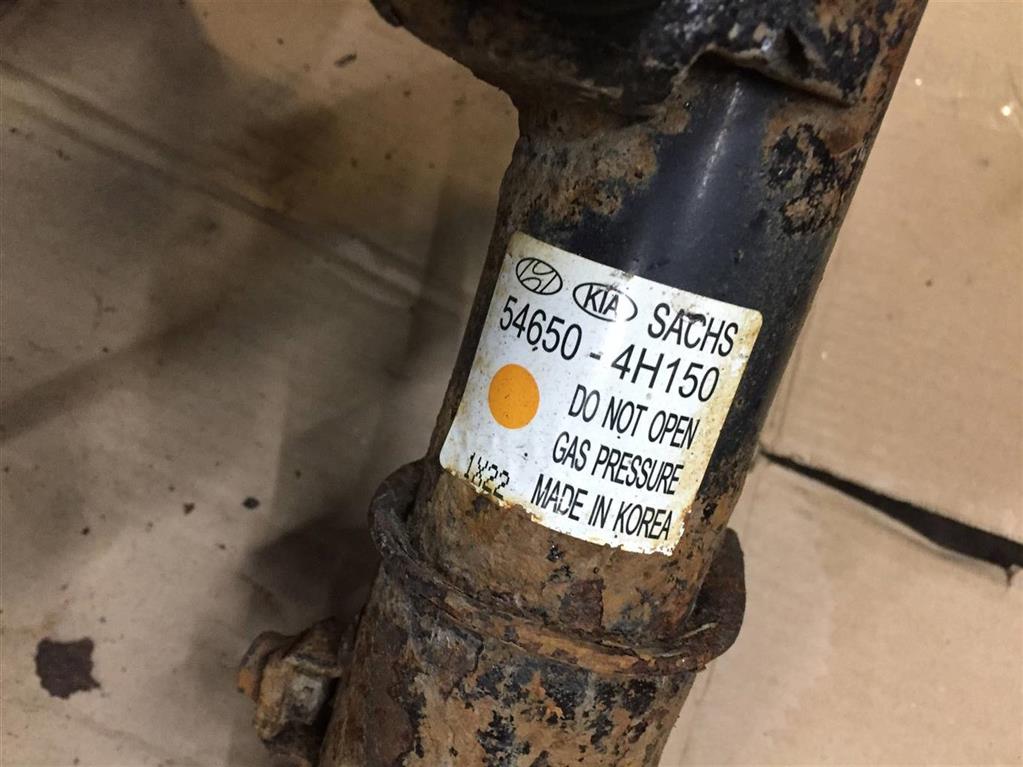 KIA SACHS
54650-4H150
DO NOT OPEN
GAS PRESSURE
1X22 MADE IN KOREA